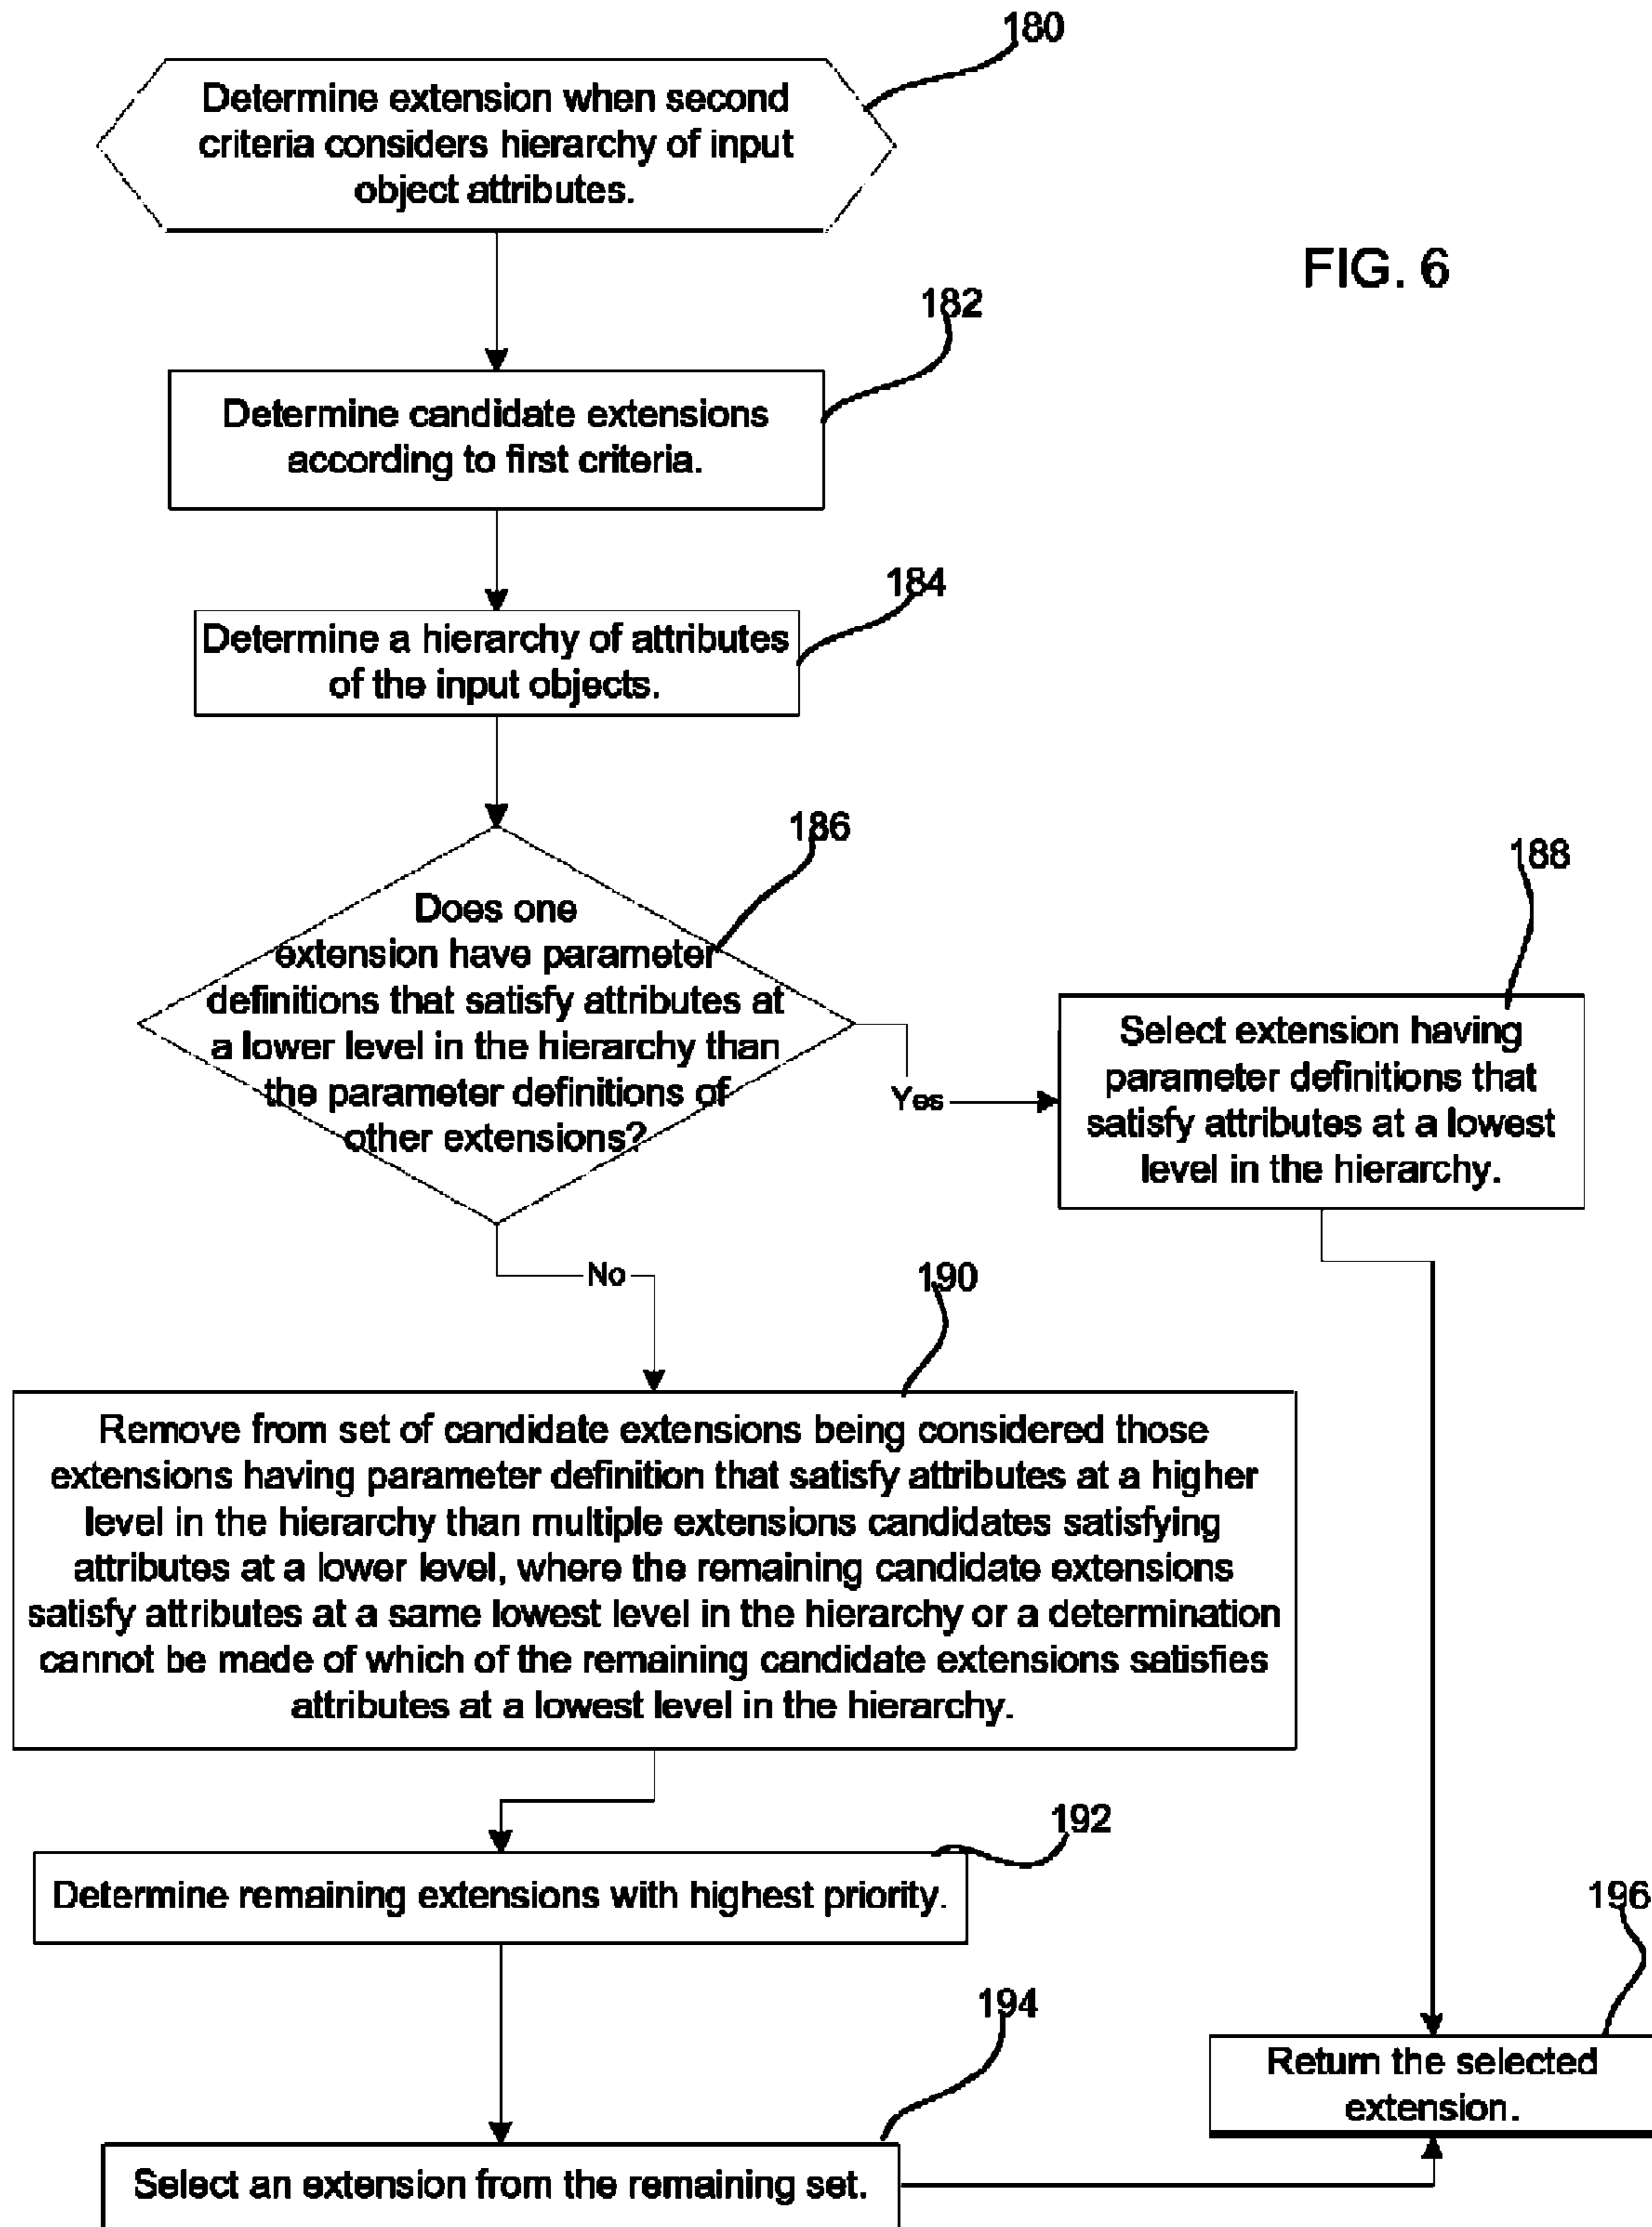 180
Determine extension when second
criteria considers hierarchy of input
object attributes.
FIG. 6
182
Determine candidate extensions
according to first criteria.
184
Determine a hierarchy of attributes
of the input objects.
186
Does one
extension have parameter
definitions that satisfy attributes at
a lower level in the hierarchy than
the parameter definitions of
other extensions?
Yes
188
Select extension having
parameter definitions that
satisfy attributes at a lowest
level in the hierarchy.
No
190
Remove from set of candidate extensions being considered those
extensions having parameter definition that satisfy attributes at a higher
level in the hierarchy than multiple extensions candidates satisfying
attributes at a lower level, where the remaining candidate extensions
satisfy attributes at a same lowest level in the hierarchy or a determination
cannot be made of which of the remaining candidate extensions satisfies
attributes at a lowest level in the hierarchy.
192
Determine remaining extensions with highest priority.
194
Select an extension from the remaining set.
196
Return the selected
extension.